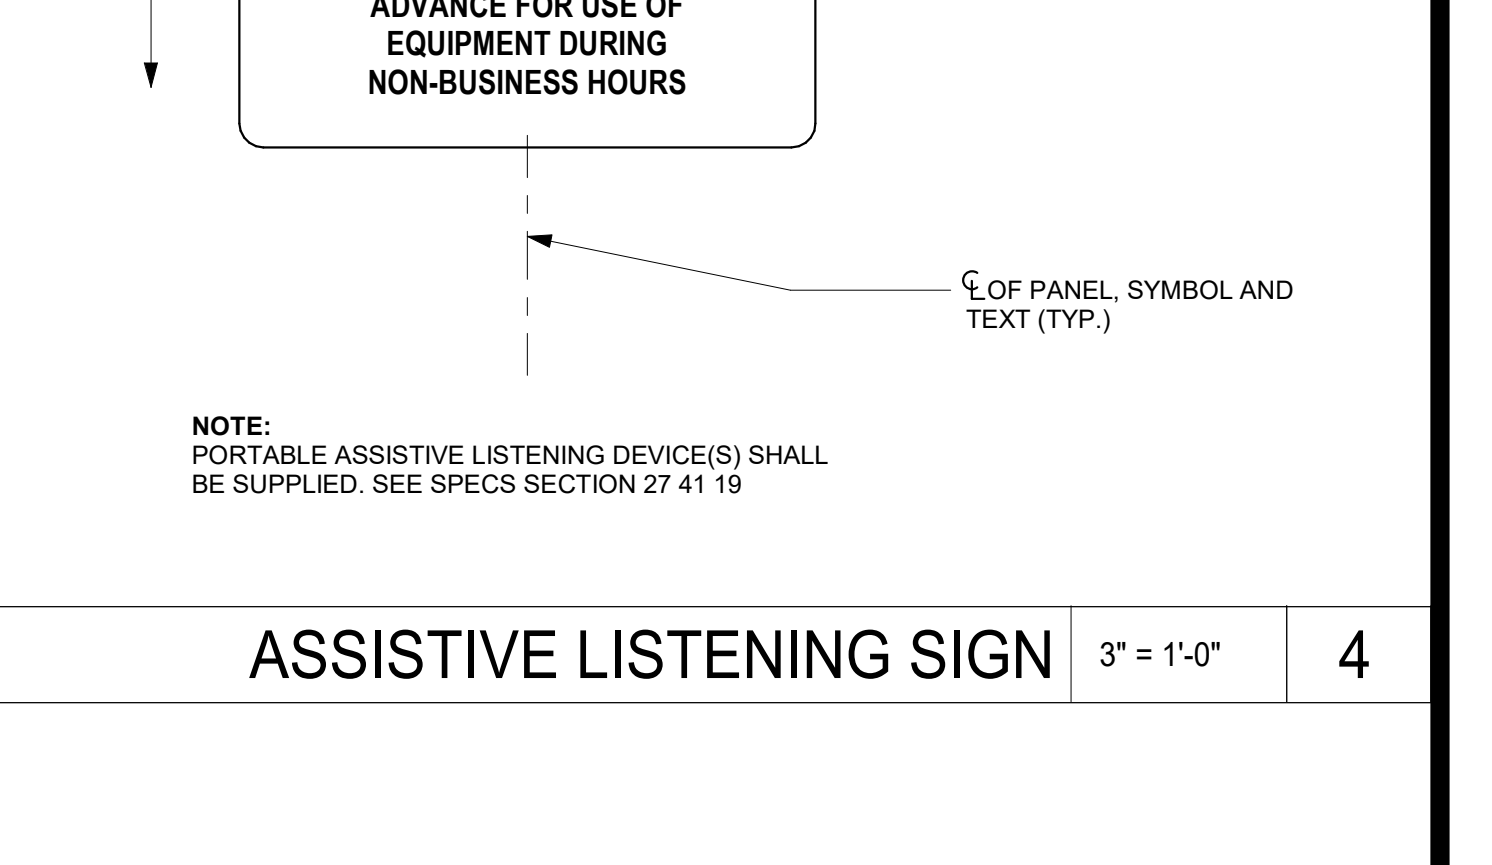 ADVANCE FOR USE OF
EQUIPMENT DURING
NON-BUSINESS HOURS
℄ OF PANEL, SYMBOL AND
TEXT (TYP.)
NOTE:
PORTABLE ASSISTIVE LISTENING DEVICE(S) SHALL
BE SUPPLIED. SEE SPECS SECTION 27 41 19
ASSISTIVE LISTENING SIGN
3" = 1'-0"
4